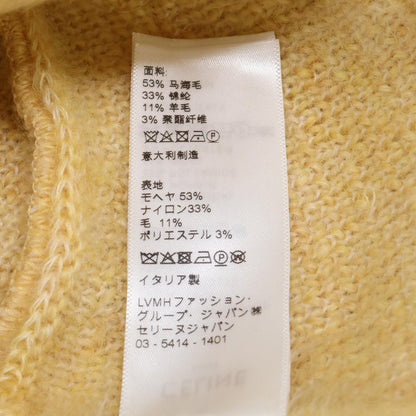 面料
53% 马海毛
33% 锦纶
11% 羊毛
3% 聚酯纤维
意大利制造
表地
モヘヤ 53%
ナイロン33%
毛 11%
ポリエステル 3%
イタリア製
LVMHファッション・
グループ・ジャパン㈱
セリーヌジャパン
03 - 5414 - 1401
CELINE